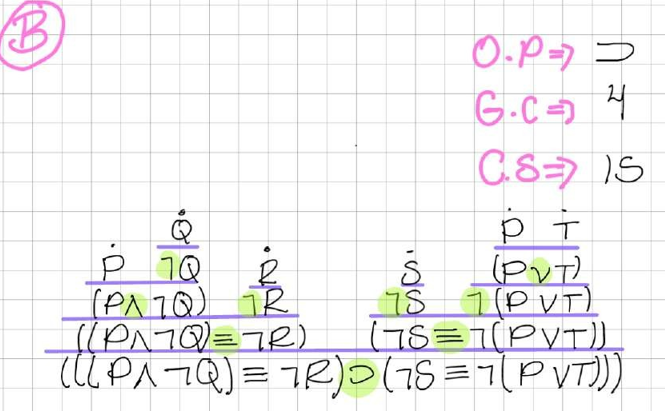 B
O.P⇒ ⊃
G.C⇒ 4
C.S⇒ 15
Q̇ Ṗ Ṫ
Ṗ ¬Q Ṙ Ṡ (P∨T)
(P∧¬Q) ¬R ¬S ¬(P∨T)
((P∧¬Q)≡¬R) (¬S≡¬(P∨T))
(((P∧¬Q)≡¬R)⊃(¬S≡¬(P∨T)))